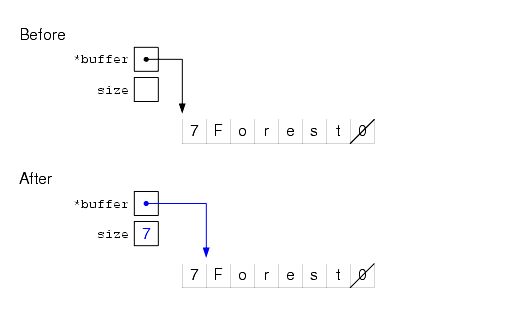 Before
*buffer
size
7 F o r e s t 0
After
*buffer
size 7
7 F o r e s t 0